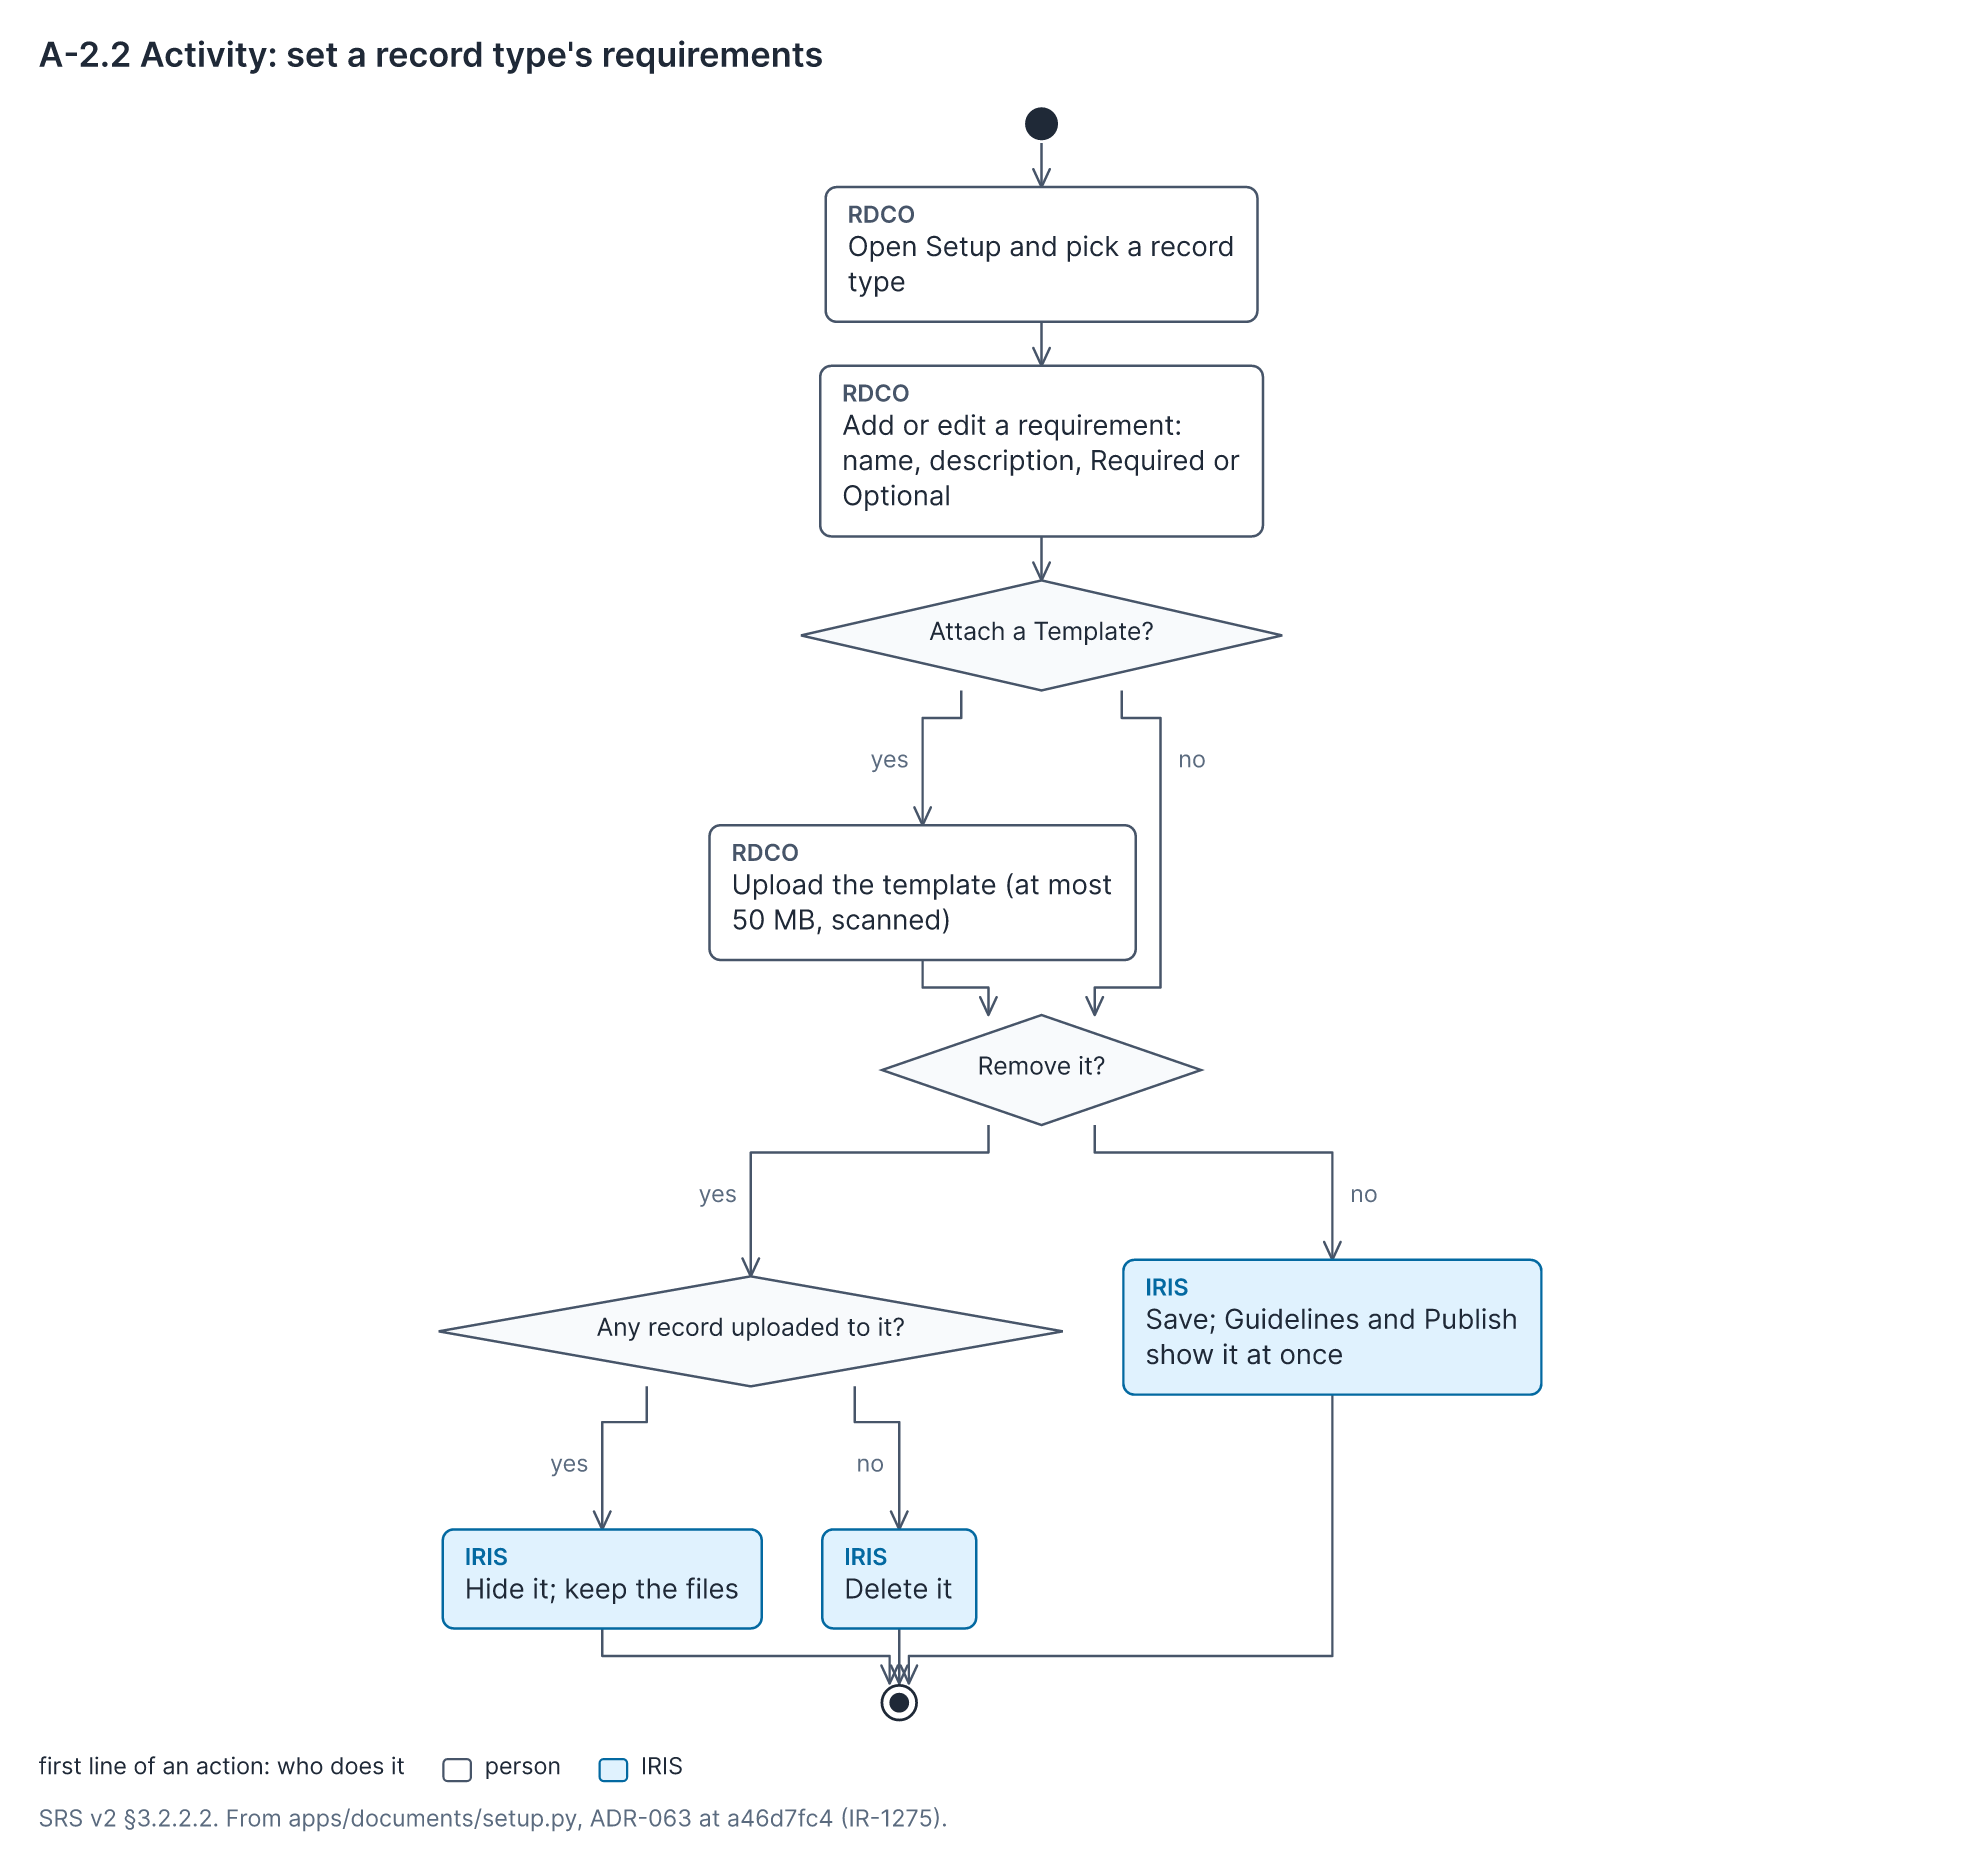 A-2.2 Activity: set a record type's requirements
RDCO
Open Setup and pick a record
type
RDCO
Add or edit a requirement:
name, description, Required or
Optional
Attach a Template?
yes
no
RDCO
Upload the template (at most
50 MB, scanned)
Remove it?
yes
no
Any record uploaded to it?
IRIS
Save; Guidelines and Publish
show it at once
yes
no
IRIS
Hide it; keep the files
IRIS
Delete it
first line of an action: who does it
person
IRIS
SRS v2 §3.2.2.2. From apps/documents/setup.py, ADR-063 at a46d7fc4 (IR-1275).